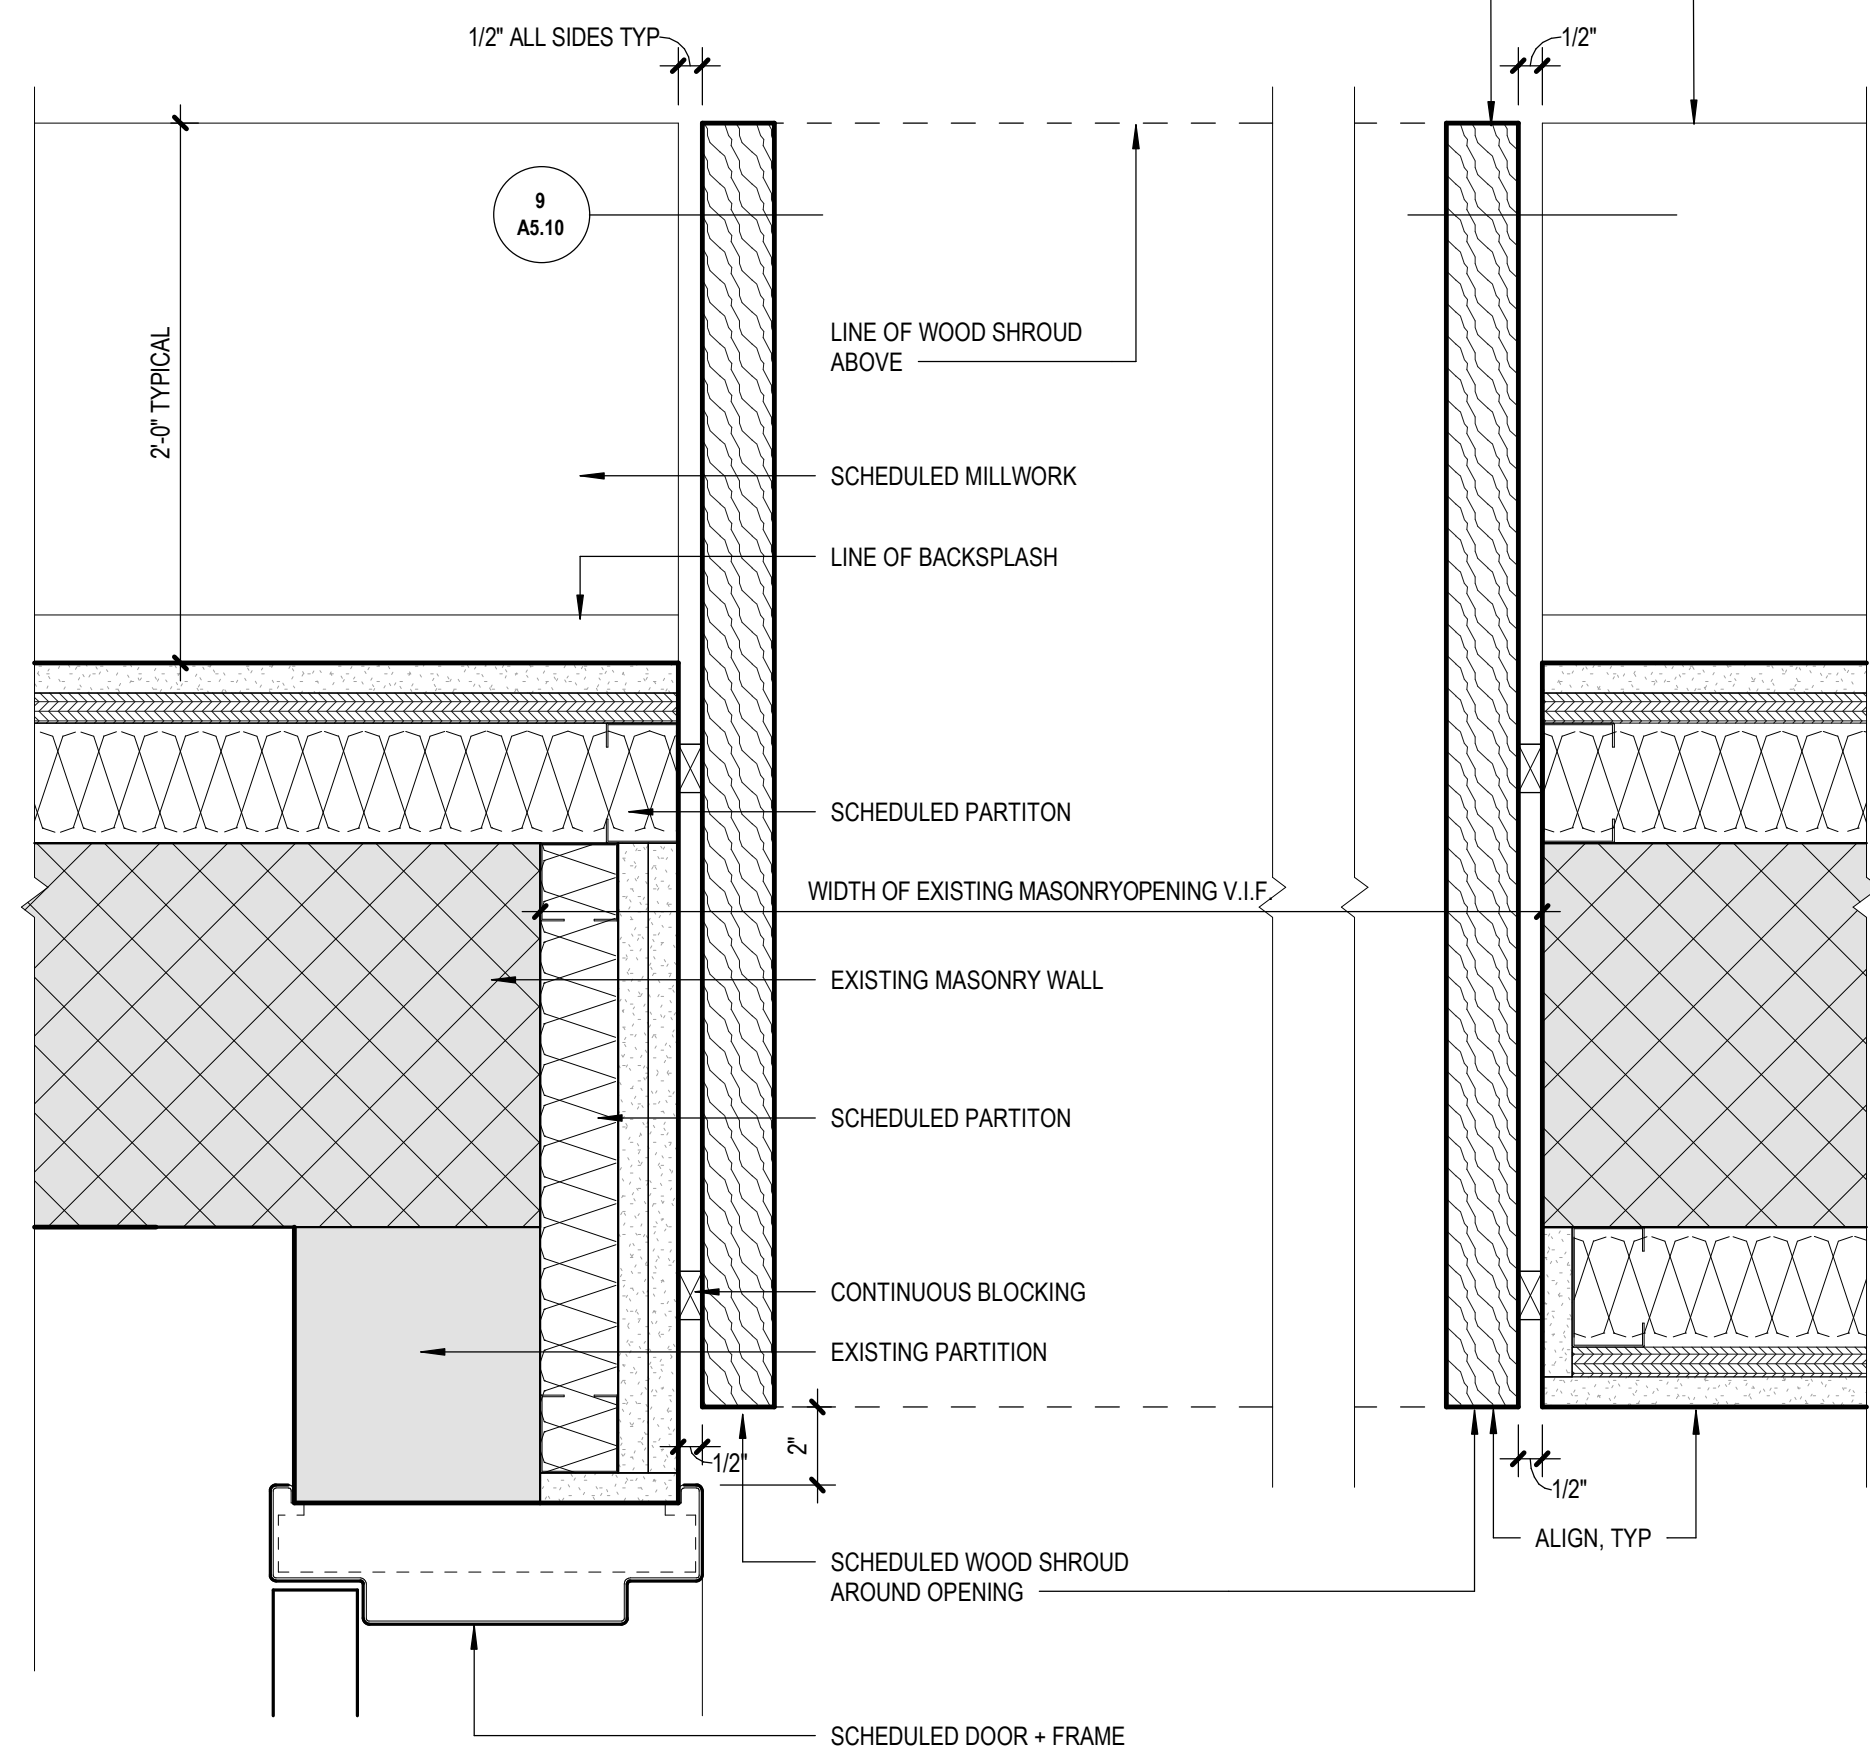 1/2" ALL SIDES TYP
1/2"
9
A5.10
2'-0" TYPICAL
LINE OF WOOD SHROUD
ABOVE
SCHEDULED MILLWORK
LINE OF BACKSPLASH
SCHEDULED PARTITON
WIDTH OF EXISTING MASONRYOPENING V.I.F.
EXISTING MASONRY WALL
SCHEDULED PARTITON
CONTINUOUS BLOCKING
EXISTING PARTITION
2"
1/2"
1/2"
ALIGN, TYP
SCHEDULED WOOD SHROUD
AROUND OPENING
SCHEDULED DOOR + FRAME